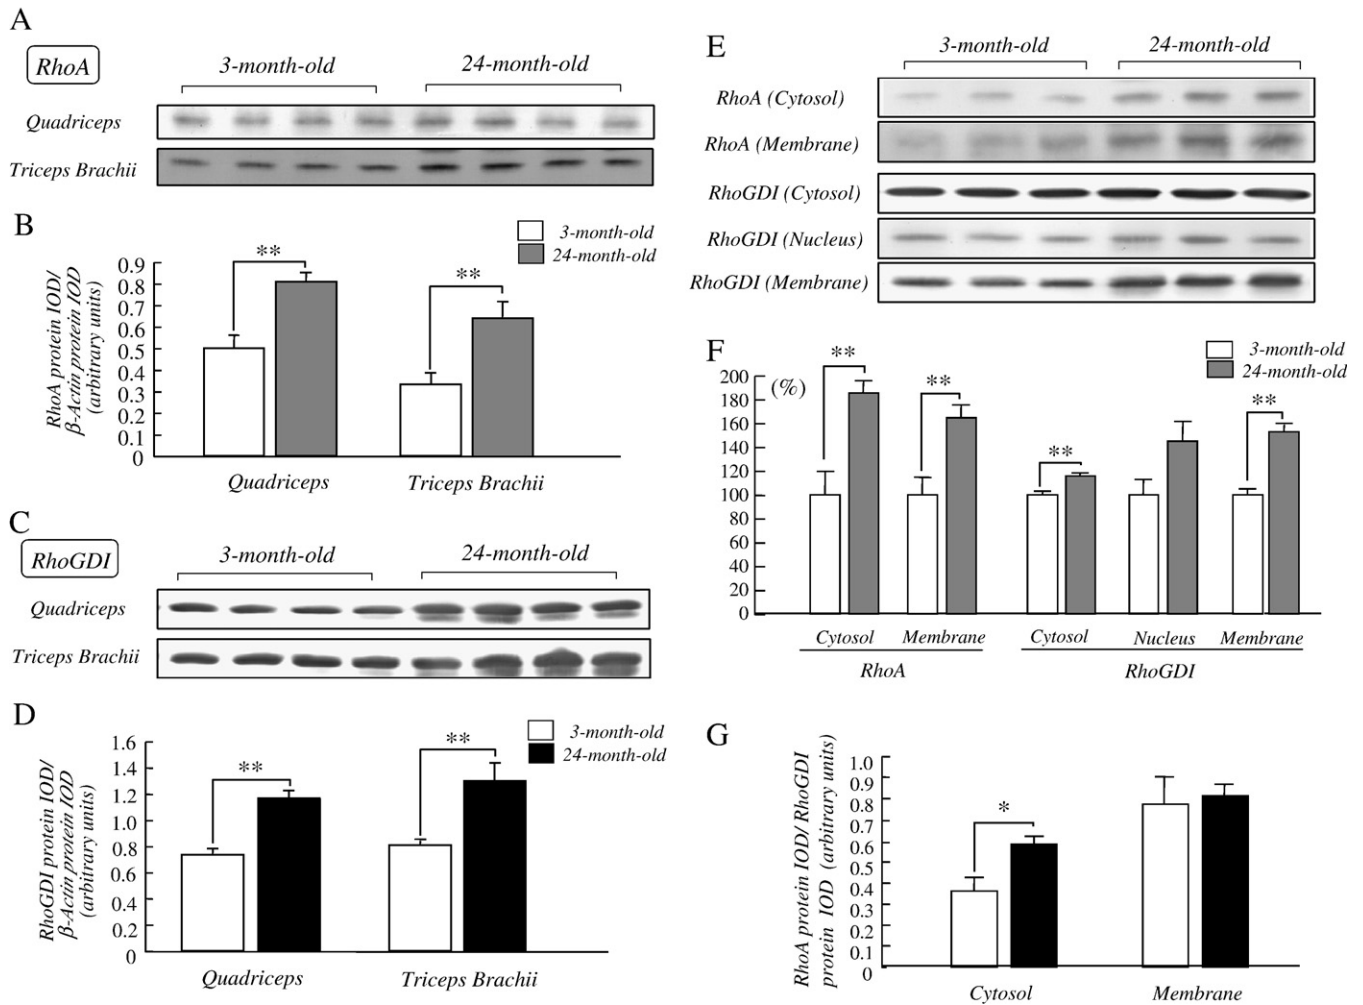 A
RhoA
3-month-old
24-month-old
Quadriceps
Triceps Brachii
B
3-month-old
24-month-old
**
**
RhoA protein IOD/
β-Actin protein IOD
(arbitrary units)
0.9
0.8
0.7
0.6
0.5
0.4
0.3
0.2
0.1
0
Quadriceps
Triceps Brachii
C
RhoGDI
3-month-old
24-month-old
Quadriceps
Triceps Brachii
D
3-month-old
24-month-old
**
**
RhoGDI protein IOD/
β-Actin protein IOD
(arbitrary units)
1.6
1.4
1.2
1.0
0.8
0.6
0.4
0.2
0
Quadriceps
Triceps Brachii
E
3-month-old
24-month-old
RhoA (Cytosol)
RhoA (Membrane)
RhoGDI (Cytosol)
RhoGDI (Nucleus)
RhoGDI (Membrane)
F
3-month-old
24-month-old
(%)
**
**
**
**
200
180
160
140
120
100
80
60
40
20
0
Cytosol
Membrane
Cytosol
Nucleus
Membrane
RhoA
RhoGDI
G
RhoA protein IOD/ RhoGDI
protein IOD (arbitrary units)
*
1.0
0.9
0.8
0.7
0.6
0.5
0.4
0.3
0.2
0.1
0
Cytosol
Membrane